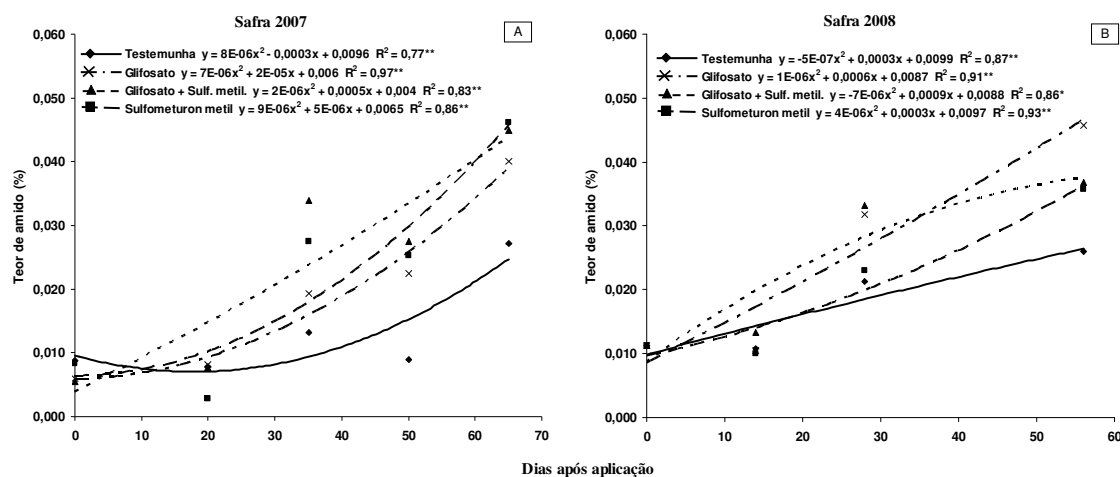 Safra 2007
A
Testemunha y = 8E-06x² - 0,0003x + 0,0096 R² = 0,77**
Glifosato y = 7E-06x² + 2E-05x + 0,006 R² = 0,97**
Glifosato + Sulf. metil. y = 2E-06x² + 0,0005x + 0,004 R² = 0,83**
Sulfometuron metil y = 9E-06x² + 5E-06x + 0,0065 R² = 0,86**
Teor de amido (%)
0,060
0,050
0,040
0,030
0,020
0,010
0,000
0 10 20 30 40 50 60 70
Safra 2008
B
Testemunha y = -5E-07x² + 0,0003x + 0,0099 R² = 0,87**
Glifosato y = 1E-06x² + 0,0006x + 0,0087 R² = 0,91**
Glifosato + Sulf. metil. y = -7E-06x² + 0,0009x + 0,0088 R² = 0,86*
Sulfometuron metil y = 4E-06x² + 0,0003x + 0,0097 R² = 0,93**
Teor de amido (%)
0,060
0,050
0,040
0,030
0,020
0,010
0,000
0 10 20 30 40 50 60
Dias após aplicação